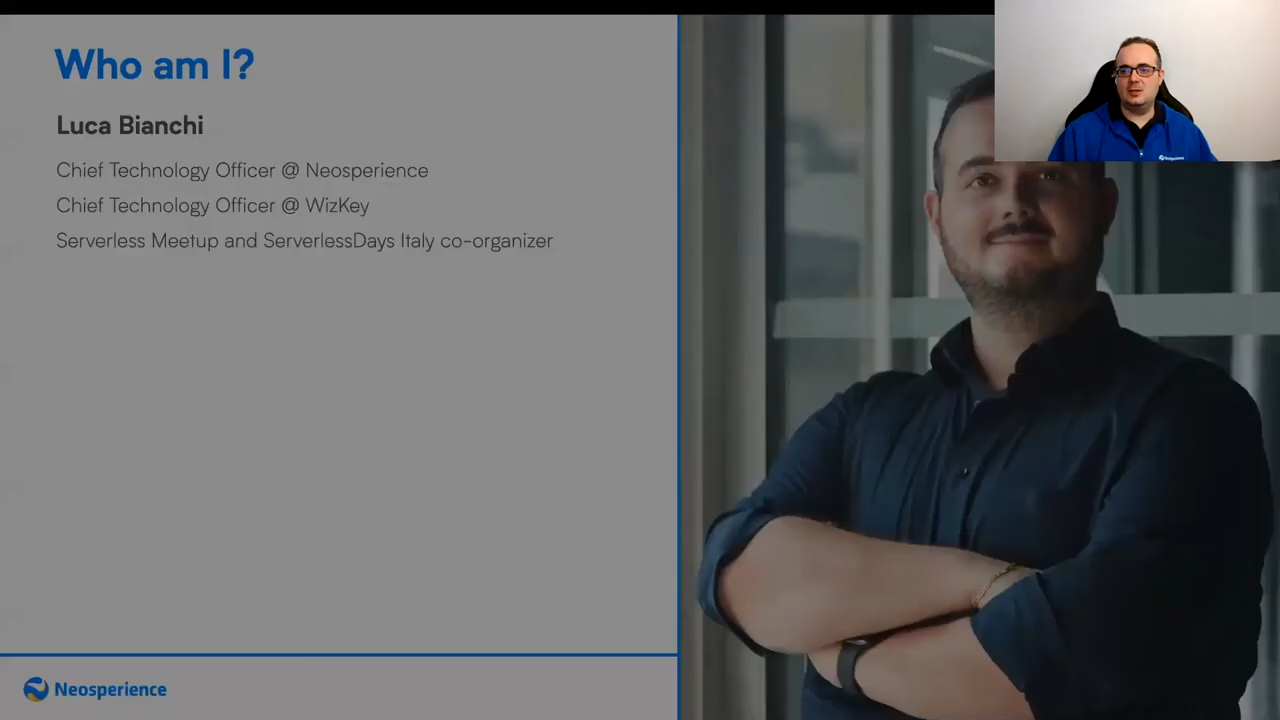 Who am I?
Luca Bianchi
Chief Technology Officer @ Neosperience
Chief Technology Officer @ WizKey
Serverless Meetup and ServerlessDays Italy co-organizer
Neosperience
Neosperience